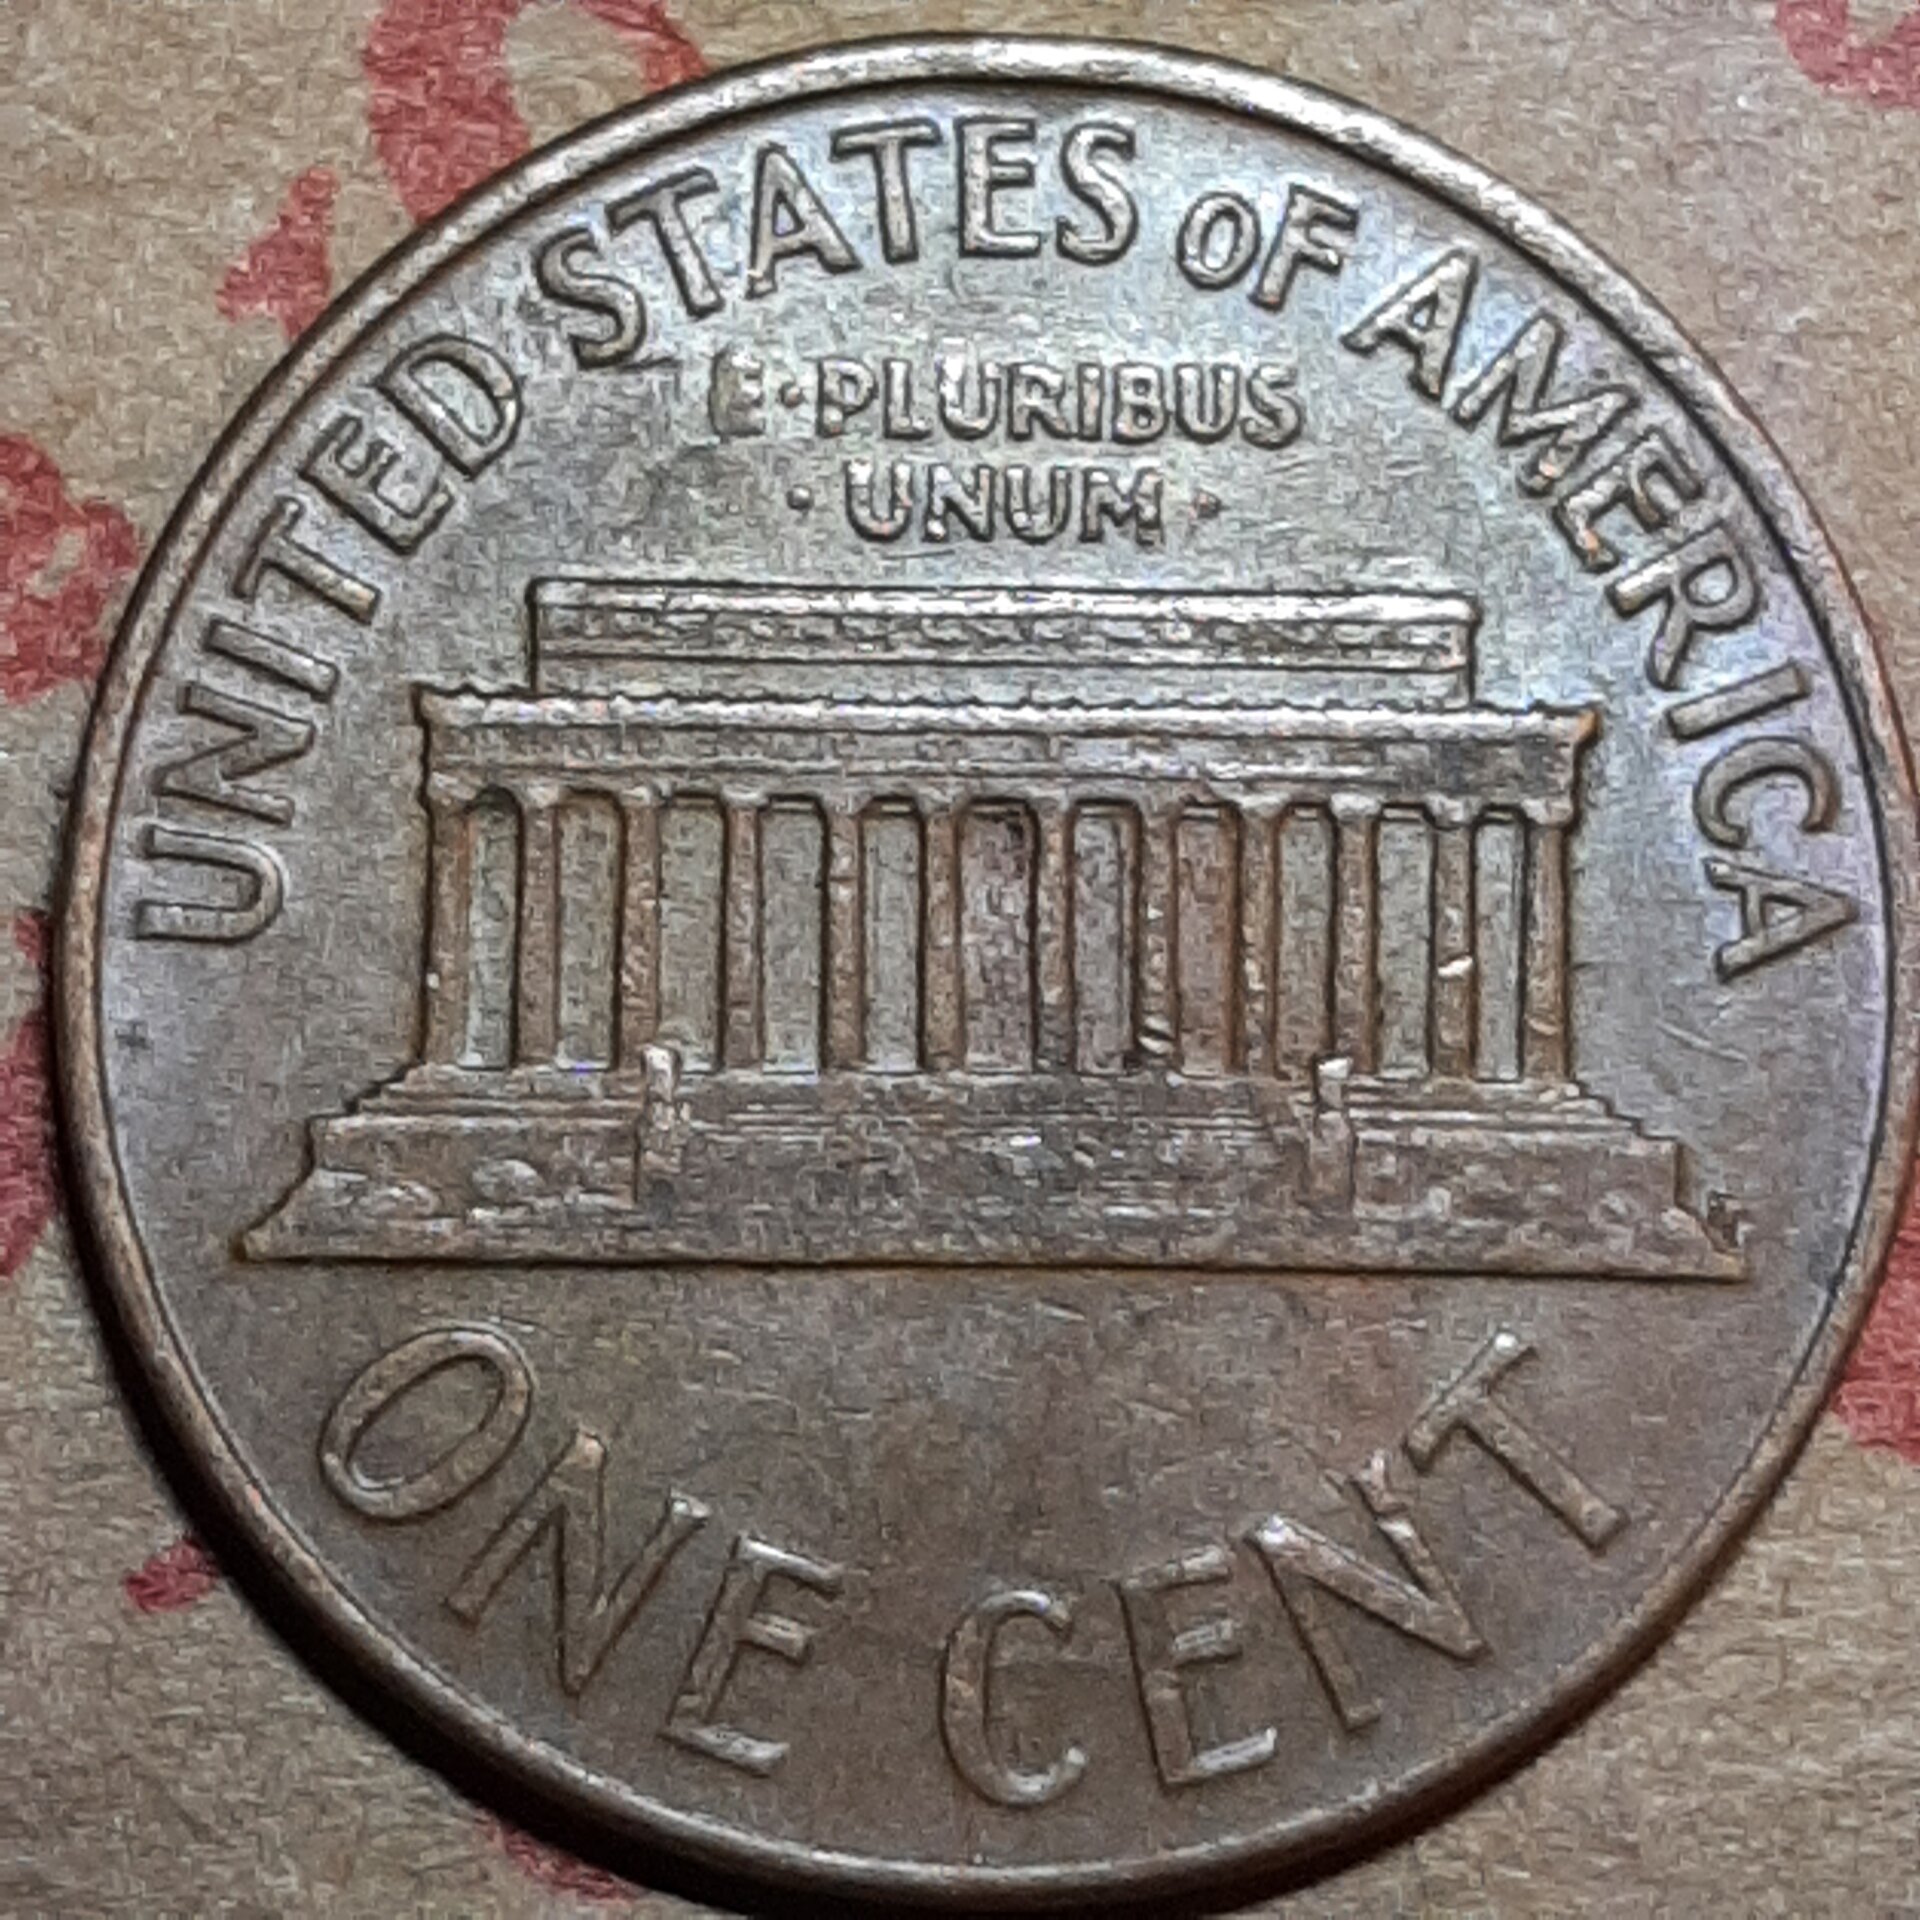 UNITED STATES OF AMERICA
E·PLURIBUS
·UNUM·
ONE CENT